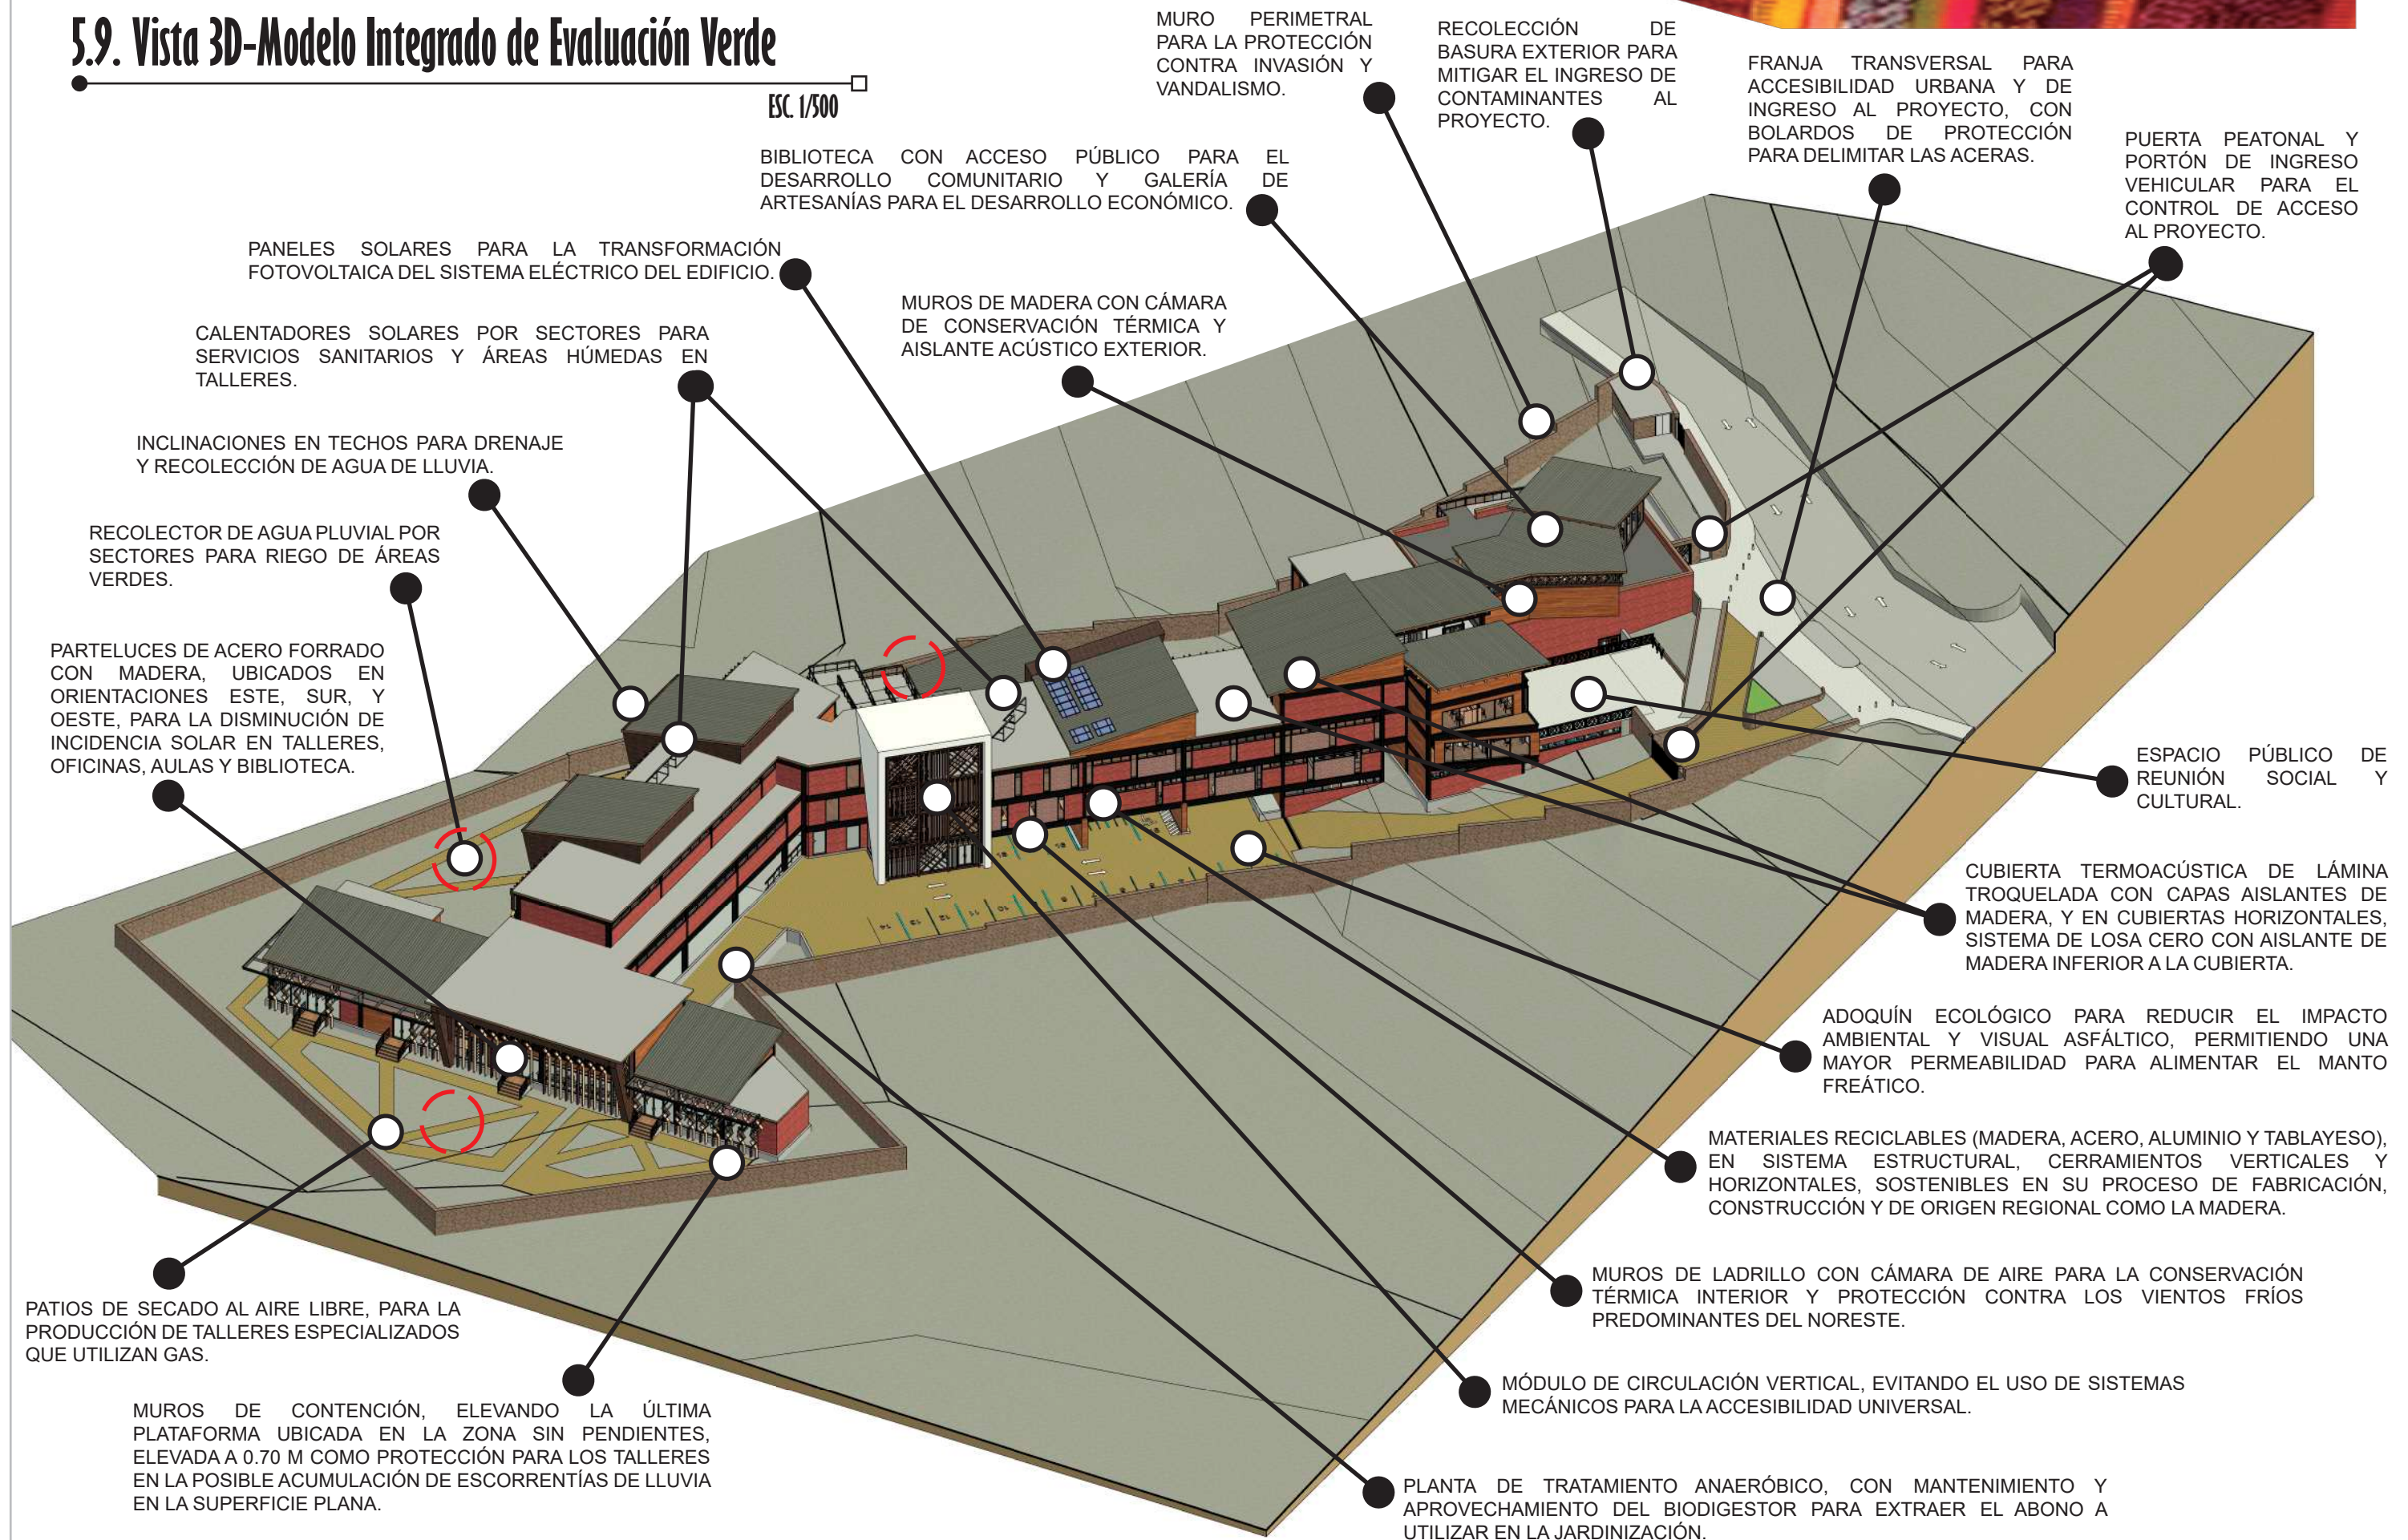 5.9. Vista 3D-Modelo Integrado de Evaluación Verde
ESC. 1/500
MURO PERIMETRAL
PARA LA PROTECCIÓN
CONTRA INVASIÓN Y
VANDALISMO.
RECOLECCIÓN DE
BASURA EXTERIOR PARA
MITIGAR EL INGRESO DE
CONTAMINANTES AL
PROYECTO.
FRANJA TRANSVERSAL PARA
ACCESIBILIDAD URBANA Y DE
INGRESO AL PROYECTO, CON
BOLARDOS DE PROTECCIÓN
PARA DELIMITAR LAS ACERAS.
PUERTA PEATONAL Y
PORTÓN DE INGRESO
VEHICULAR PARA EL
CONTROL DE ACCESO
AL PROYECTO.
BIBLIOTECA CON ACCESO PÚBLICO PARA EL
DESARROLLO COMUNITARIO Y GALERÍA DE
ARTESANÍAS PARA EL DESARROLLO ECONÓMICO.
PANELES SOLARES PARA LA TRANSFORMACIÓN
FOTOVOLTAICA DEL SISTEMA ELÉCTRICO DEL EDIFICIO.
MUROS DE MADERA CON CÁMARA
DE CONSERVACIÓN TÉRMICA Y
AISLANTE ACÚSTICO EXTERIOR.
CALENTADORES SOLARES POR SECTORES PARA
SERVICIOS SANITARIOS Y ÁREAS HÚMEDAS EN
TALLERES.
INCLINACIONES EN TECHOS PARA DRENAJE
Y RECOLECCIÓN DE AGUA DE LLUVIA.
RECOLECTOR DE AGUA PLUVIAL POR
SECTORES PARA RIEGO DE ÁREAS
VERDES.
PARTELUCES DE ACERO FORRADO
CON MADERA, UBICADOS EN
ORIENTACIONES ESTE, SUR, Y
OESTE, PARA LA DISMINUCIÓN DE
INCIDENCIA SOLAR EN TALLERES,
OFICINAS, AULAS Y BIBLIOTECA.
ESPACIO PÚBLICO DE
REUNIÓN SOCIAL Y
CULTURAL.
CUBIERTA TERMOACÚSTICA DE LÁMINA
TROQUELADA CON CAPAS AISLANTES DE
MADERA, Y EN CUBIERTAS HORIZONTALES,
SISTEMA DE LOSA CERO CON AISLANTE DE
MADERA INFERIOR A LA CUBIERTA.
ADOQUÍN ECOLÓGICO PARA REDUCIR EL IMPACTO
AMBIENTAL Y VISUAL ASFÁLTICO, PERMITIENDO UNA
MAYOR PERMEABILIDAD PARA ALIMENTAR EL MANTO
FREÁTICO.
MATERIALES RECICLABLES (MADERA, ACERO, ALUMINIO Y TABLAYESO),
EN SISTEMA ESTRUCTURAL, CERRAMIENTOS VERTICALES Y
HORIZONTALES, SOSTENIBLES EN SU PROCESO DE FABRICACIÓN,
CONSTRUCCIÓN Y DE ORIGEN REGIONAL COMO LA MADERA.
MUROS DE LADRILLO CON CÁMARA DE AIRE PARA LA CONSERVACIÓN
TÉRMICA INTERIOR Y PROTECCIÓN CONTRA LOS VIENTOS FRÍOS
PREDOMINANTES DEL NORESTE.
MÓDULO DE CIRCULACIÓN VERTICAL, EVITANDO EL USO DE SISTEMAS
MECÁNICOS PARA LA ACCESIBILIDAD UNIVERSAL.
PLANTA DE TRATAMIENTO ANAERÓBICO, CON MANTENIMIENTO Y
APROVECHAMIENTO DEL BIODIGESTOR PARA EXTRAER EL ABONO A
UTILIZAR EN LA JARDINIZACIÓN.
PATIOS DE SECADO AL AIRE LIBRE, PARA LA
PRODUCCIÓN DE TALLERES ESPECIALIZADOS
QUE UTILIZAN GAS.
MUROS DE CONTENCIÓN, ELEVANDO LA ÚLTIMA
PLATAFORMA UBICADA EN LA ZONA SIN PENDIENTES,
ELEVADA A 0.70 M COMO PROTECCIÓN PARA LOS TALLERES
EN LA POSIBLE ACUMULACIÓN DE ESCORRENTÍAS DE LLUVIA
EN LA SUPERFICIE PLANA.